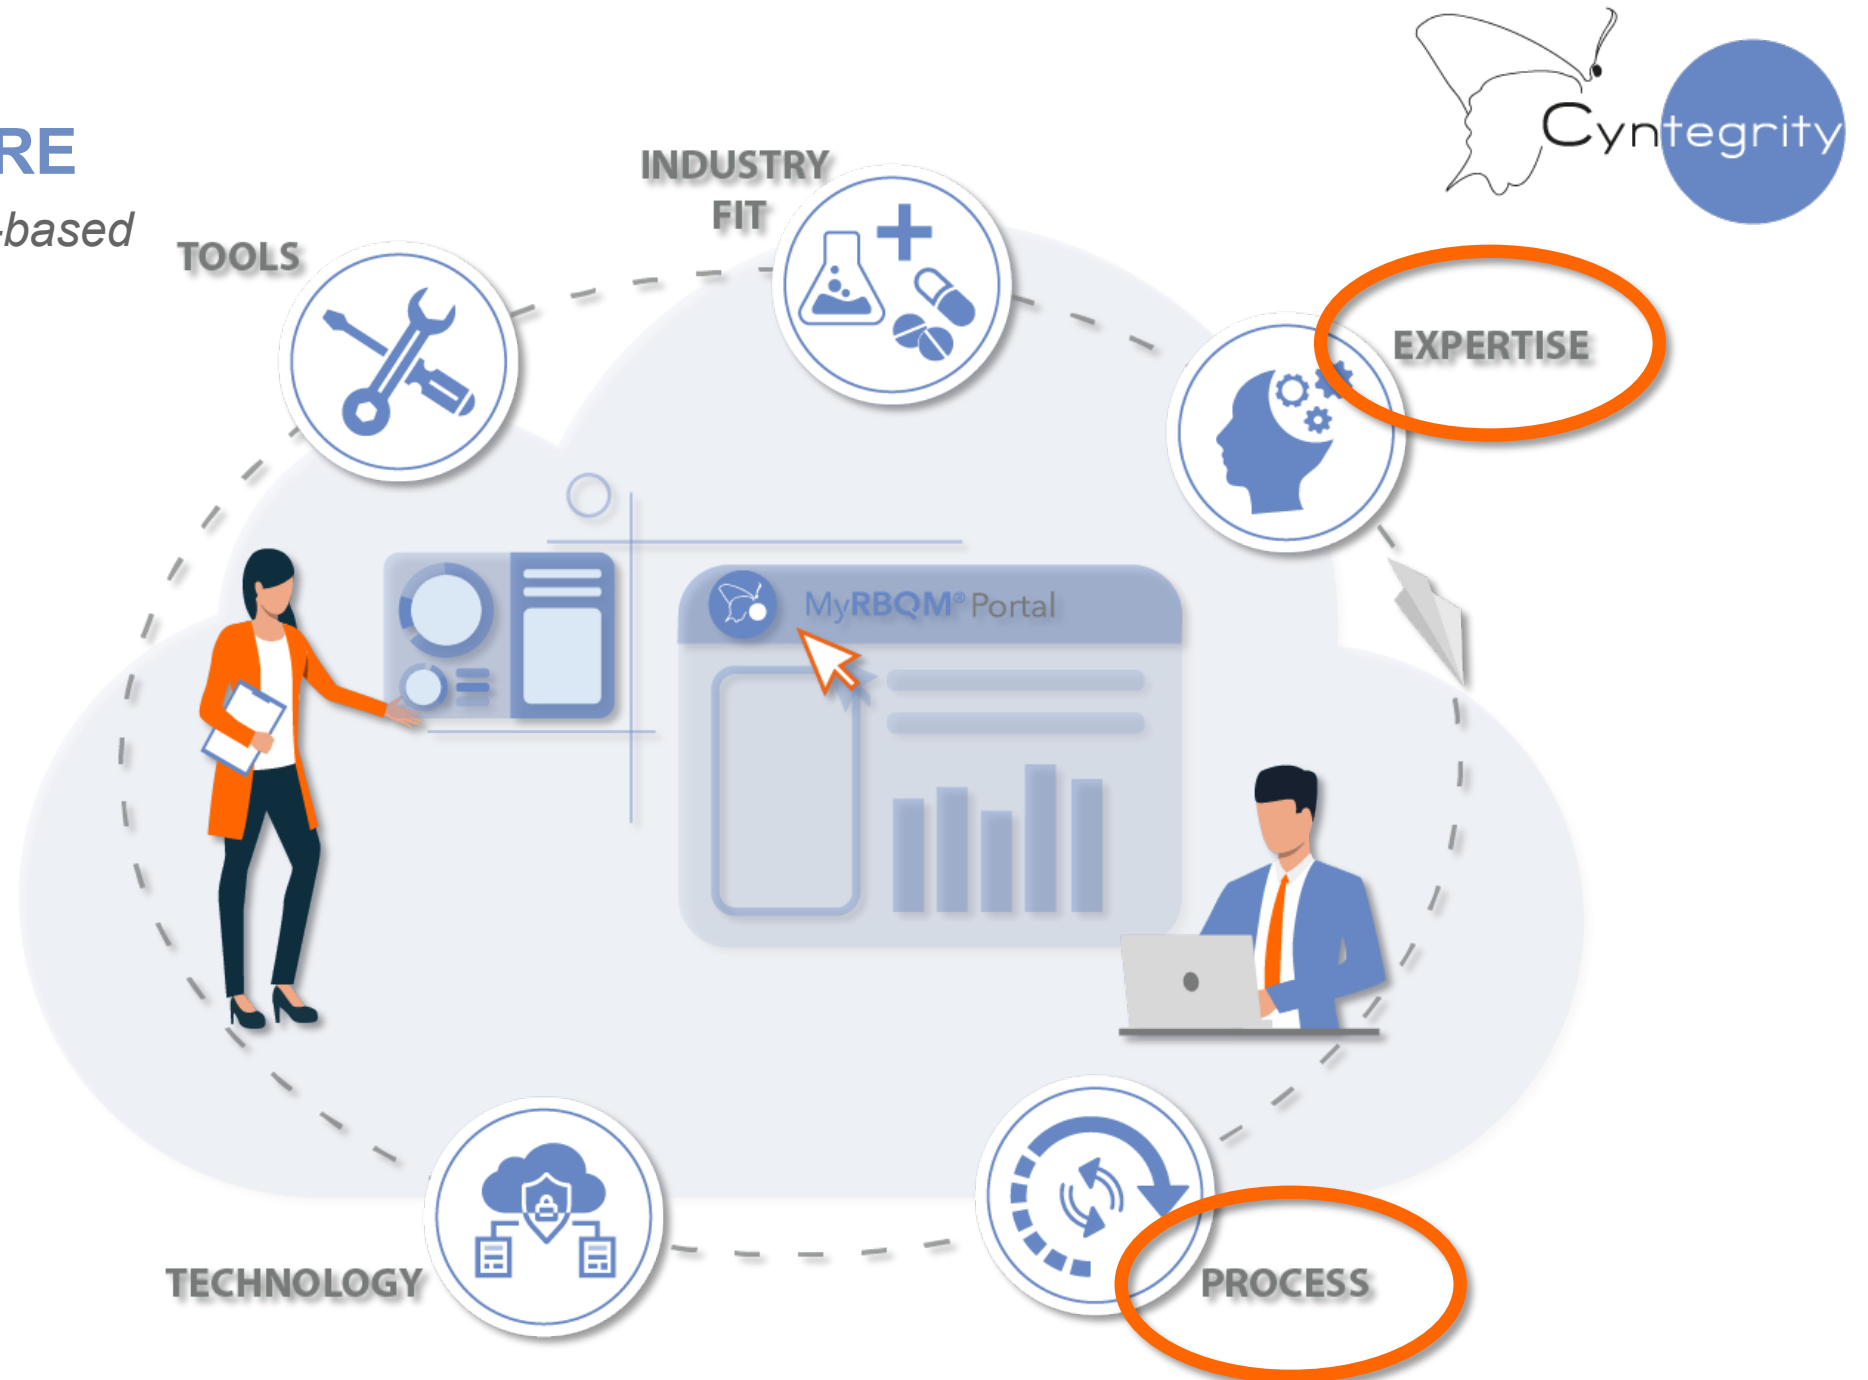 Cyntegrity
RE
-based
INDUSTRY
FIT
TOOLS
EXPERTISE
MyRBQM® Portal
TECHNOLOGY
PROCESS